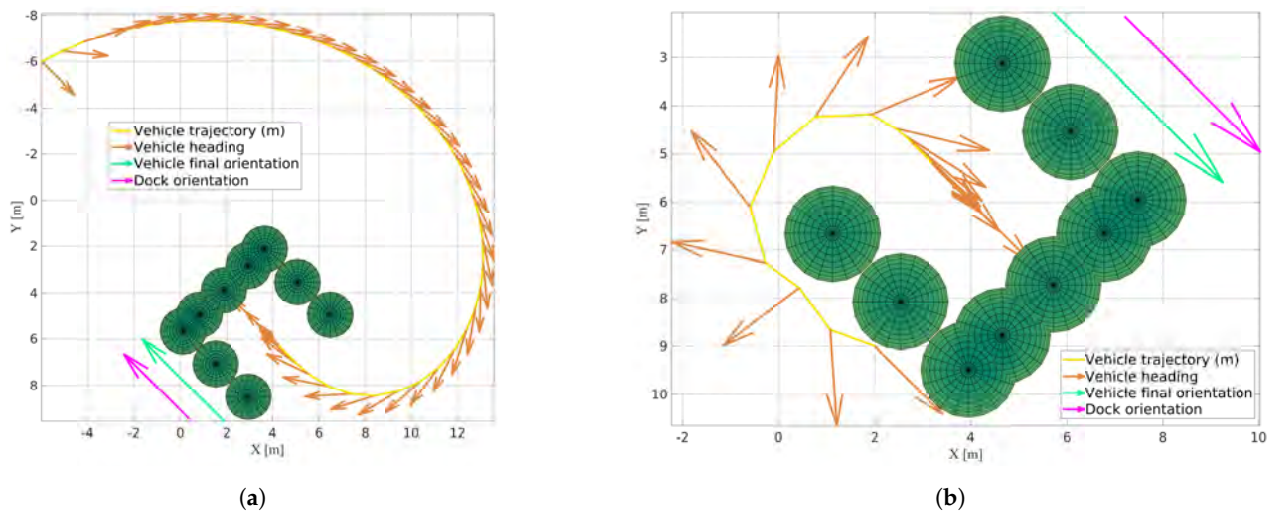 -8
-6
-4
-2
0
2
4
6
8
Y [m]
-4 -2 0 2 4 6 8 10 12
X [m]
Vehicle trajectory (m)
Vehicle heading
Vehicle final orientation
Dock orientation
(a)
3
4
5
6
7
8
9
10
Y [m]
-2 0 2 4 6 8 10
X [m]
Vehicle trajectory (m)
Vehicle heading
Vehicle final orientation
Dock orientation
(b)